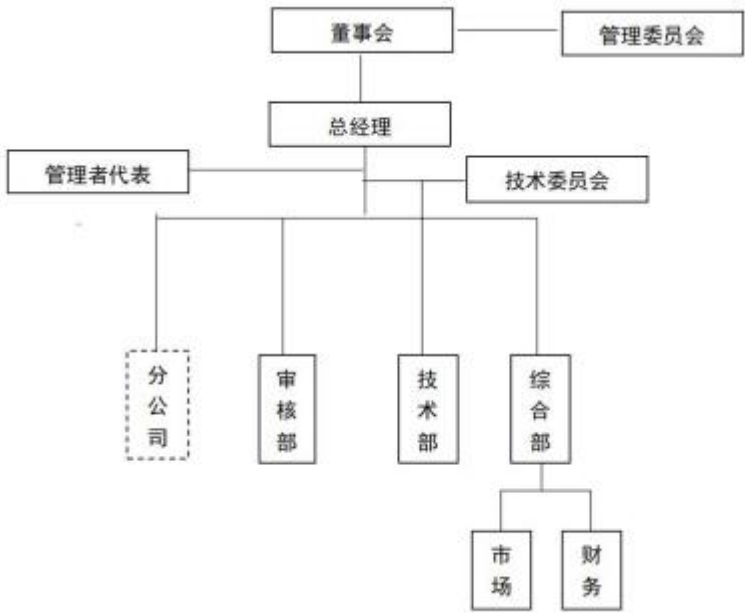 董事会
管理委员会
总经理
管理者代表
技术委员会
分公司
审核部
技术部
综合部
市场
财务